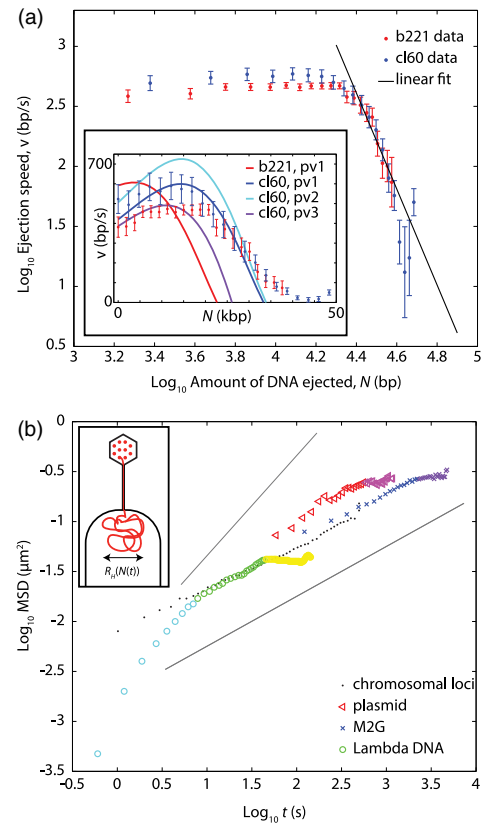 (a)
b221 data
cI60 data
linear fit
Log10 Ejection speed, v (bp/s)
3
2.5
2
1.5
1
0.5
700
v (bp/s)
0
b221, pv1
cI60, pv1
cI60, pv2
cI60, pv3
0
N (kbp)
50
3 3.2 3.4 3.6 3.8 4 4.2 4.4 4.6 4.8 5
Log10 Amount of DNA ejected, N (bp)
(b)
Log10 MSD (μm²)
0
-0.5
-1
-1.5
-2
-2.5
-3
-3.5
RH(N(t))
chromosomal loci
plasmid
M2G
Lambda DNA
-0.5 0 0.5 1 1.5 2 2.5 3 3.5 4
Log10 t (s)